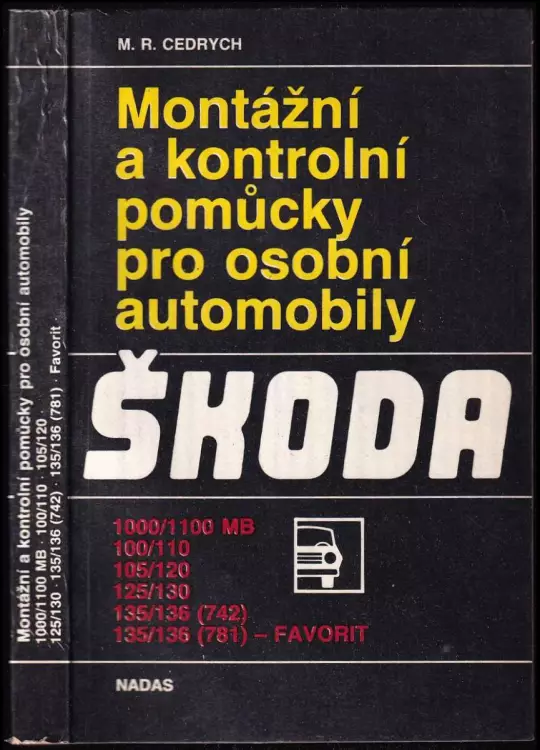 M. R. CEDRYCH
Montážní
a kontrolní
pomůcky
pro osobní
automobily
ŠKODA
1000/1100 MB
100/110
105/120
125/130
135/136 (742)
135/136 (781) – FAVORIT
NADAS
Montážní a kontrolní pomůcky pro osobní automobily
1000/1100 MB · 100/110 · 105/120 ·
125/130 · 135/136 (742) · 135/136 (781) · Favorit